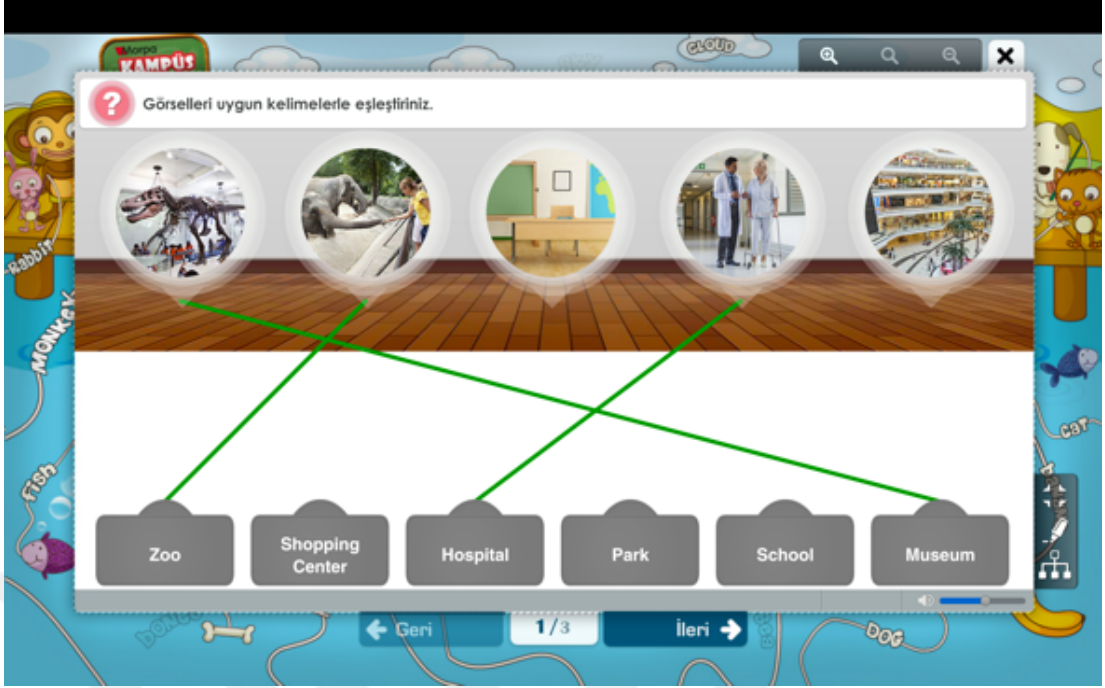 Morpa
KAMPÜS
CLOUD
?
Görselleri uygun kelimelerle eşleştiriniz.
Rabbit
MONKEY
CAT
fish
Zoo
Shopping
Center
Hospital
Park
School
Museum
Geri
1/3
İleri
DOG